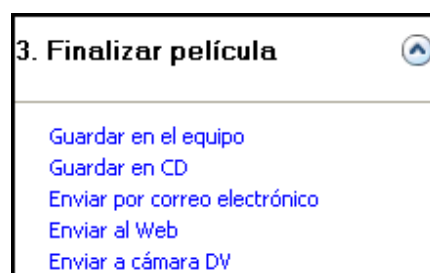 3. Finalizar película
Guardar en el equipo
Guardar en CD
Enviar por correo electrónico
Enviar al Web
Enviar a cámara DV